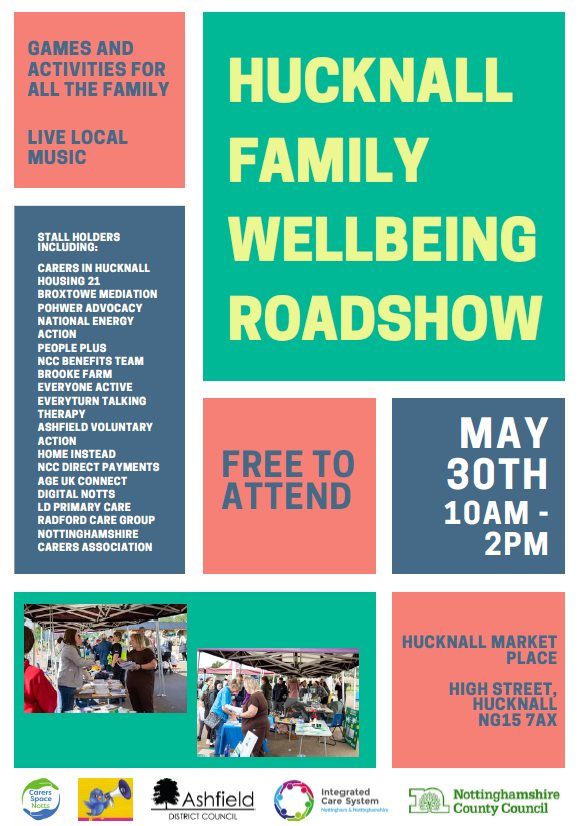 GAMES AND
ACTIVITIES FOR
ALL THE FAMILY
LIVE LOCAL
MUSIC
HUCKNALL
FAMILY
WELLBEING
ROADSHOW
STALL HOLDERS
INCLUDING:
CARERS IN HUCKNALL
HOUSING 21
BROXTOWE MEDIATION
POHWER ADVOCACY
NATIONAL ENERGY
ACTION
PEOPLE PLUS
NCC BENEFITS TEAM
BROOKE FARM
EVERYONE ACTIVE
EVERYTURN TALKING
THERAPY
ASHFIELD VOLUNTARY
ACTION
HOME INSTEAD
NCC DIRECT PAYMENTS
AGE UK CONNECT
DIGITAL NOTTS
LD PRIMARY CARE
RADFORD CARE GROUP
NOTTINGHAMSHIRE
CARERS ASSOCIATION
FREE TO
ATTEND
MAY
30TH
10AM -
2PM
HUCKNALL MARKET
PLACE
HIGH STREET,
HUCKNALL
NG15 7AX
Carers
Space
Notts
Ashfield
DISTRICT COUNCIL
Integrated
Care System
Nottingham & Nottinghamshire
Nottinghamshire
County Council